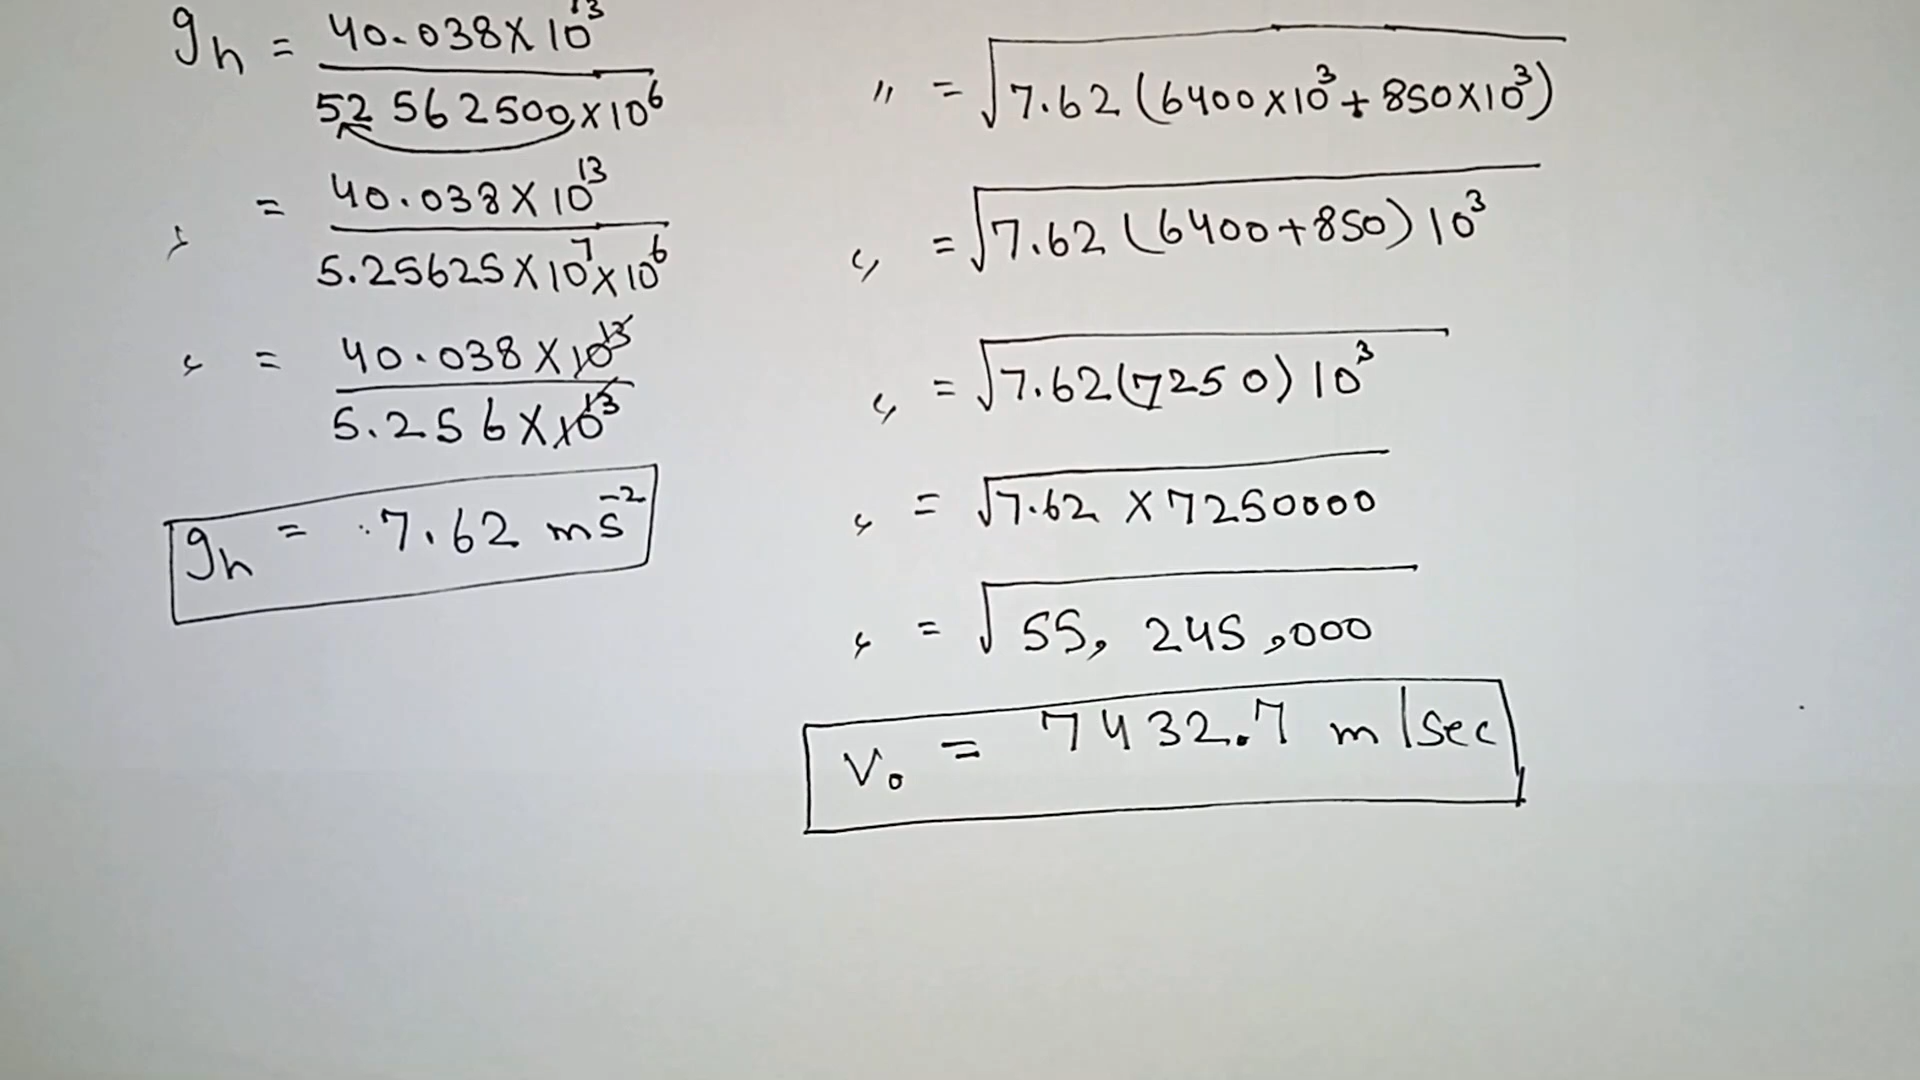 gh = 40.038×10^13 / 52 562500×10^6
" = 40.038×10^13 / 5.25625×10^7×10^6
" = 40.038×10^13 / 5.256×10^13
gh = 7.62 ms^-2
" = √7.62 (6400×10^3 + 850×10^3)
" = √7.62 (6400+850) 10^3
" = √7.62 (7250) 10^3
" = √7.62 × 7250000
" = √55, 245,000
vo = 7432.7 m/sec